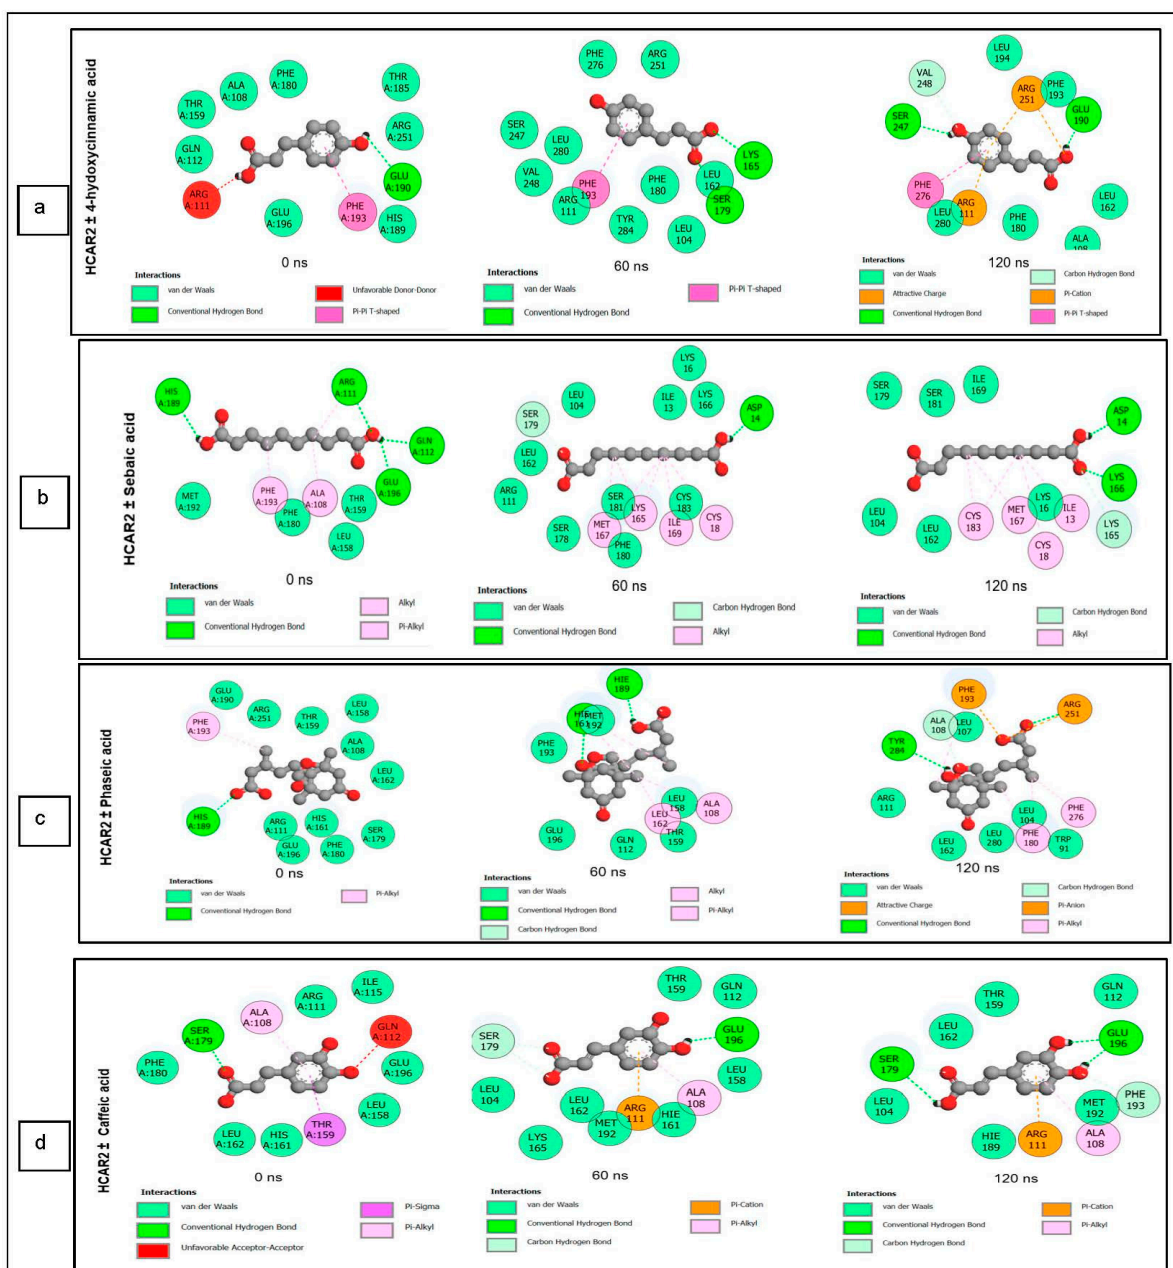 a
HCAR2 ± 4-hydoxycinnamic acid
THR
A:159
ALA
A:108
PHE
A:180
THR
A:185
ARG
A:251
GLN
A:112
GLU
A:190
ARG
A:111
GLU
A:196
PHE
A:193
HIS
A:189
0 ns
Interactions
van der Waals
Conventional Hydrogen Bond
Unfavorable Donor-Donor
Pi-Pi T-shaped
PHE
276
ARG
251
SER
247
LEU
280
VAL
248
ARG
111
PHE
193
TYR
284
PHE
180
LEU
104
LEU
162
SER
179
LYS
165
60 ns
Interactions
van der Waals
Conventional Hydrogen Bond
Pi-Pi T-shaped
LEU
194
VAL
248
ARG
251
PHE
193
GLU
190
SER
247
PHE
276
LEU
280
ARG
111
PHE
180
LEU
162
ALA
108
120 ns
Interactions
van der Waals
Attractive Charge
Conventional Hydrogen Bond
Carbon Hydrogen Bond
Pi-Cation
Pi-Pi T-shaped
b
HCAR2 ± Sebaic acid
HIS
A:189
ARG
A:111
GLN
A:112
GLU
A:196
MET
A:192
PHE
A:193
PHE
A:180
ALA
A:108
THR
A:159
LEU
A:158
0 ns
Interactions
van der Waals
Conventional Hydrogen Bond
Alkyl
Pi-Alkyl
LYS
16
LEU
104
ILE
13
LYS
166
ASP
14
SER
179
LEU
162
ARG
111
SER
178
SER
181
MET
167
LYS
165
PHE
180
CYS
183
ILE
169
CYS
18
60 ns
Interactions
van der Waals
Conventional Hydrogen Bond
Carbon Hydrogen Bond
Alkyl
SER
179
SER
181
ILE
169
ASP
14
LYS
166
LEU
104
LEU
162
CYS
183
MET
167
LYS
16
ILE
13
CYS
18
LYS
165
120 ns
Interactions
van der Waals
Conventional Hydrogen Bond
Carbon Hydrogen Bond
Alkyl
c
HCAR2 ± Phaseic acid
GLU
A:190
PHE
A:193
ARG
A:251
THR
A:159
LEU
A:158
ALA
A:108
LEU
A:162
HIS
A:189
ARG
A:111
HIS
A:161
GLU
A:196
PHE
A:180
SER
A:179
0 ns
Interactions
van der Waals
Conventional Hydrogen Bond
Pi-Alkyl
HIE
189
HIE
161
MET
192
PHE
193
LEU
158
ALA
108
LEU
162
THR
159
GLU
196
GLN
112
60 ns
Interactions
van der Waals
Conventional Hydrogen Bond
Carbon Hydrogen Bond
Alkyl
Pi-Alkyl
PHE
193
ARG
251
ALA
108
LEU
107
TYR
284
ARG
111
LEU
162
LEU
280
LEU
104
PHE
180
TRP
91
PHE
276
120 ns
Interactions
van der Waals
Attractive Charge
Conventional Hydrogen Bond
Carbon Hydrogen Bond
Pi-Anion
Pi-Alkyl
d
HCAR2 ± Caffeic acid
SER
A:179
ALA
A:108
ARG
A:111
ILE
A:115
GLN
A:112
PHE
A:180
GLU
A:196
LEU
A:158
LEU
A:162
HIS
A:161
THR
A:159
0 ns
Interactions
van der Waals
Conventional Hydrogen Bond
Unfavorable Acceptor-Acceptor
Pi-Sigma
Pi-Alkyl
THR
159
GLN
112
SER
179
GLU
196
LEU
104
LEU
162
LYS
165
MET
192
ARG
111
HIE
161
ALA
108
LEU
158
60 ns
Interactions
van der Waals
Conventional Hydrogen Bond
Carbon Hydrogen Bond
Pi-Cation
Pi-Alkyl
THR
159
GLN
112
LEU
162
GLU
196
SER
179
LEU
104
MET
192
PHE
193
HIE
189
ARG
111
ALA
108
120 ns
Interactions
van der Waals
Conventional Hydrogen Bond
Carbon Hydrogen Bond
Pi-Cation
Pi-Alkyl